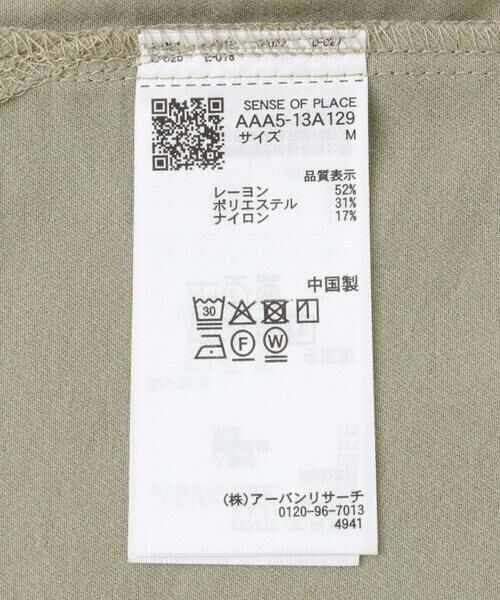 SENSE OF PLACE
AAA5-13A129
サイズ M
品質表示
レーヨン 52%
ポリエステル 31%
ナイロン 17%
中国製
30
F W
(株)アーバンリサーチ
0120-96-7013
4941